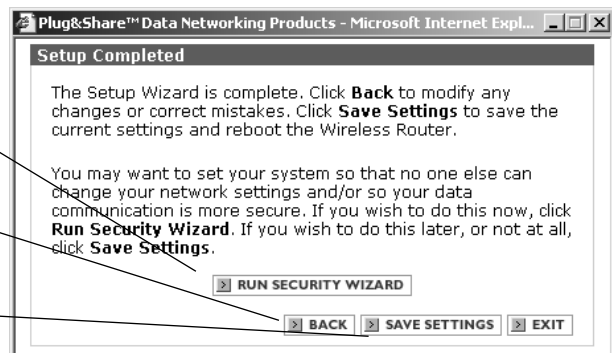 Plug&Share™ Data Networking Products - Microsoft Internet Expl...
Setup Completed
The Setup Wizard is complete. Click Back to modify any
changes or correct mistakes. Click Save Settings to save the
current settings and reboot the Wireless Router.
You may want to set your system so that no one else can
change your network settings and/or so your data
communication is more secure. If you wish to do this now, click
Run Security Wizard. If you wish to do this later, or not at all,
click Save Settings.
RUN SECURITY WIZARD
BACK SAVE SETTINGS EXIT